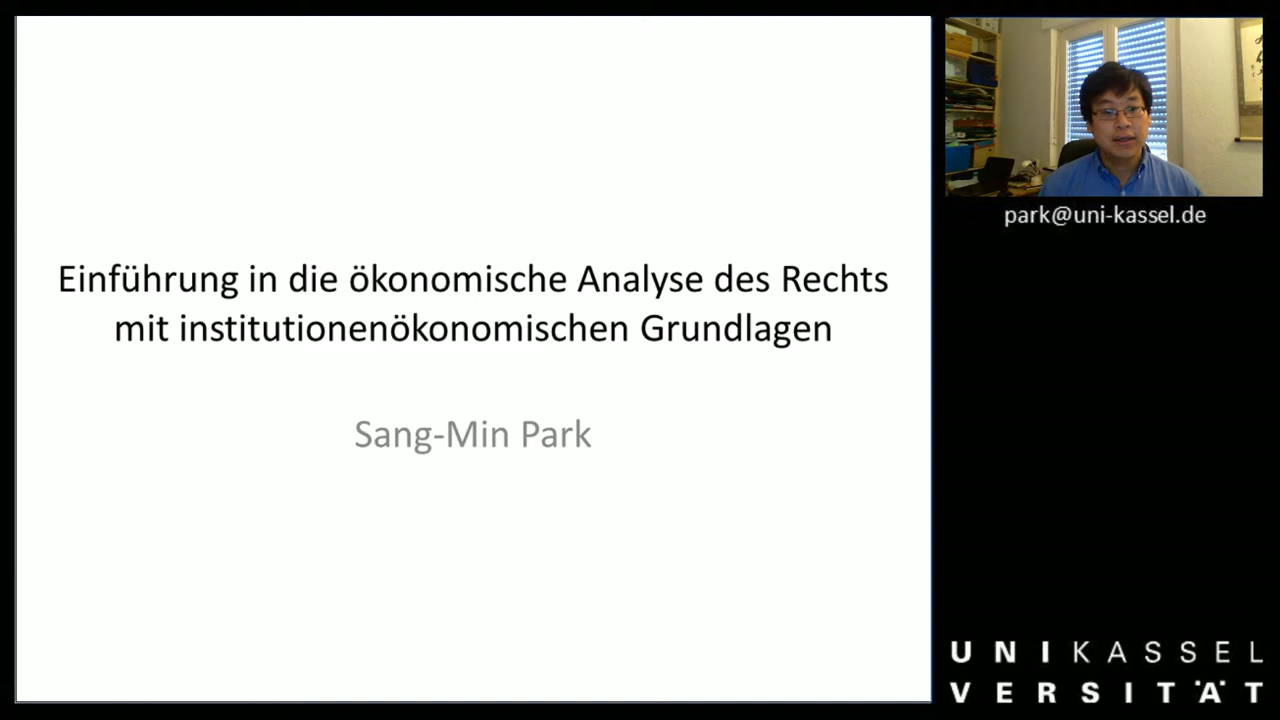 Einführung in die ökonomische Analyse des Rechts
mit institutionenökonomischen Grundlagen
Sang-Min Park
park@uni-kassel.de
UNIKASSEL
VERSITÄT